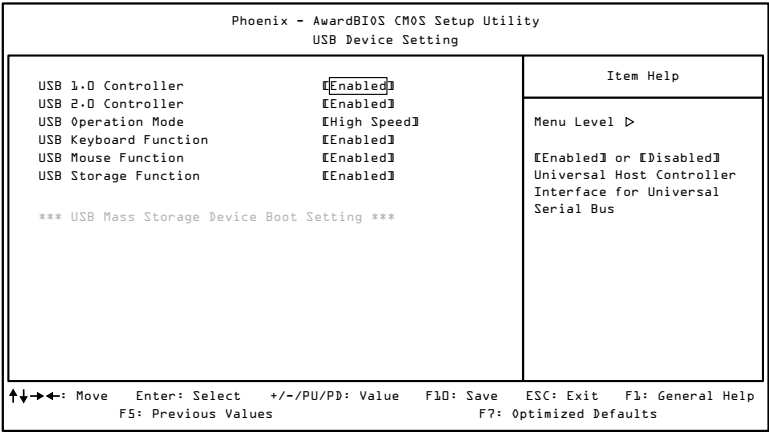 Phoenix - AwardBIOS CMOS Setup Utility
USB Device Setting
USB 1.0 Controller [Enabled]
USB 2.0 Controller [Enabled]
USB Operation Mode [High Speed]
USB Keyboard Function [Enabled]
USB Mouse Function [Enabled]
USB Storage Function [Enabled]
*** USB Mass Storage Device Boot Setting ***
Item Help
Menu Level ▷
[Enabled] or [Disabled]
Universal Host Controller
Interface for Universal
Serial Bus
↑↓→←: Move Enter: Select +/-/PU/PD: Value F10: Save ESC: Exit F1: General Help
F5: Previous Values F7: Optimized Defaults